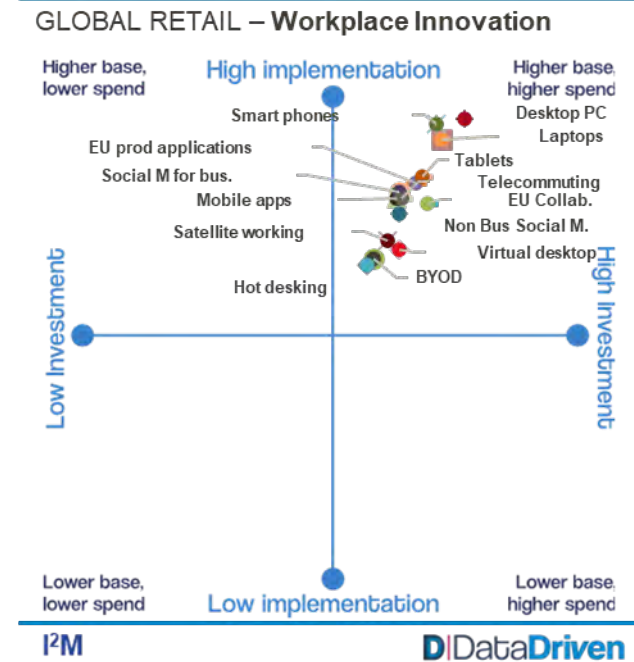 GLOBAL RETAIL – Workplace Innovation
Higher base,
lower spend
High implementation
Higher base,
higher spend
Smart phones
Desktop PC
Laptops
EU prod applications
Tablets
Social M for bus.
Telecommuting
Mobile apps
EU Collab.
Non Bus Social M.
Satellite working
Virtual desktop
BYOD
Hot desking
Low Investment
High Investment
Lower base,
lower spend
Low implementation
Lower base,
higher spend
I²M
D|DataDriven